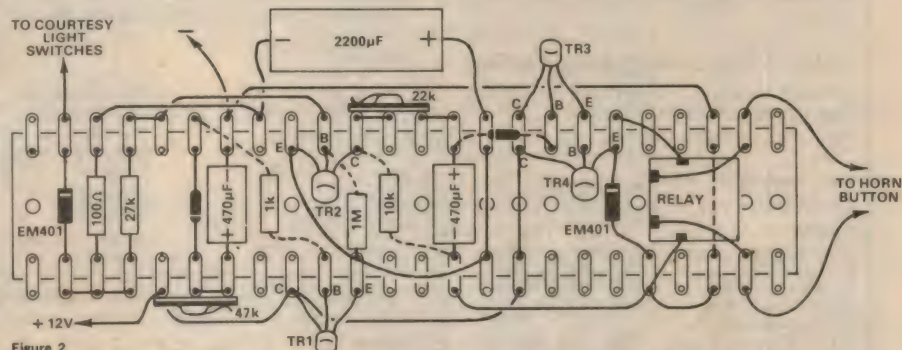 TO COURTESY
LIGHT
SWITCHES
−
−
2200µF
+
TR3
22k
C
B
E
E
B
C
C
B
E
EM401
100Ω
27k
−
470µF
+
1k
TR2
1M
10k
470µF
+
−
TR4
EM401
RELAY
TO HORN
BUTTON
C
B
E
+ 12V
47k
TR1
Figure 2